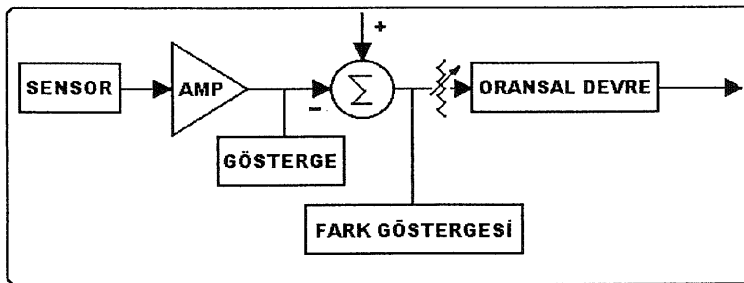 +
SENSOR
AMP
Σ
−
ORANSAL DEVRE
GÖSTERGE
FARK GÖSTERGESİ